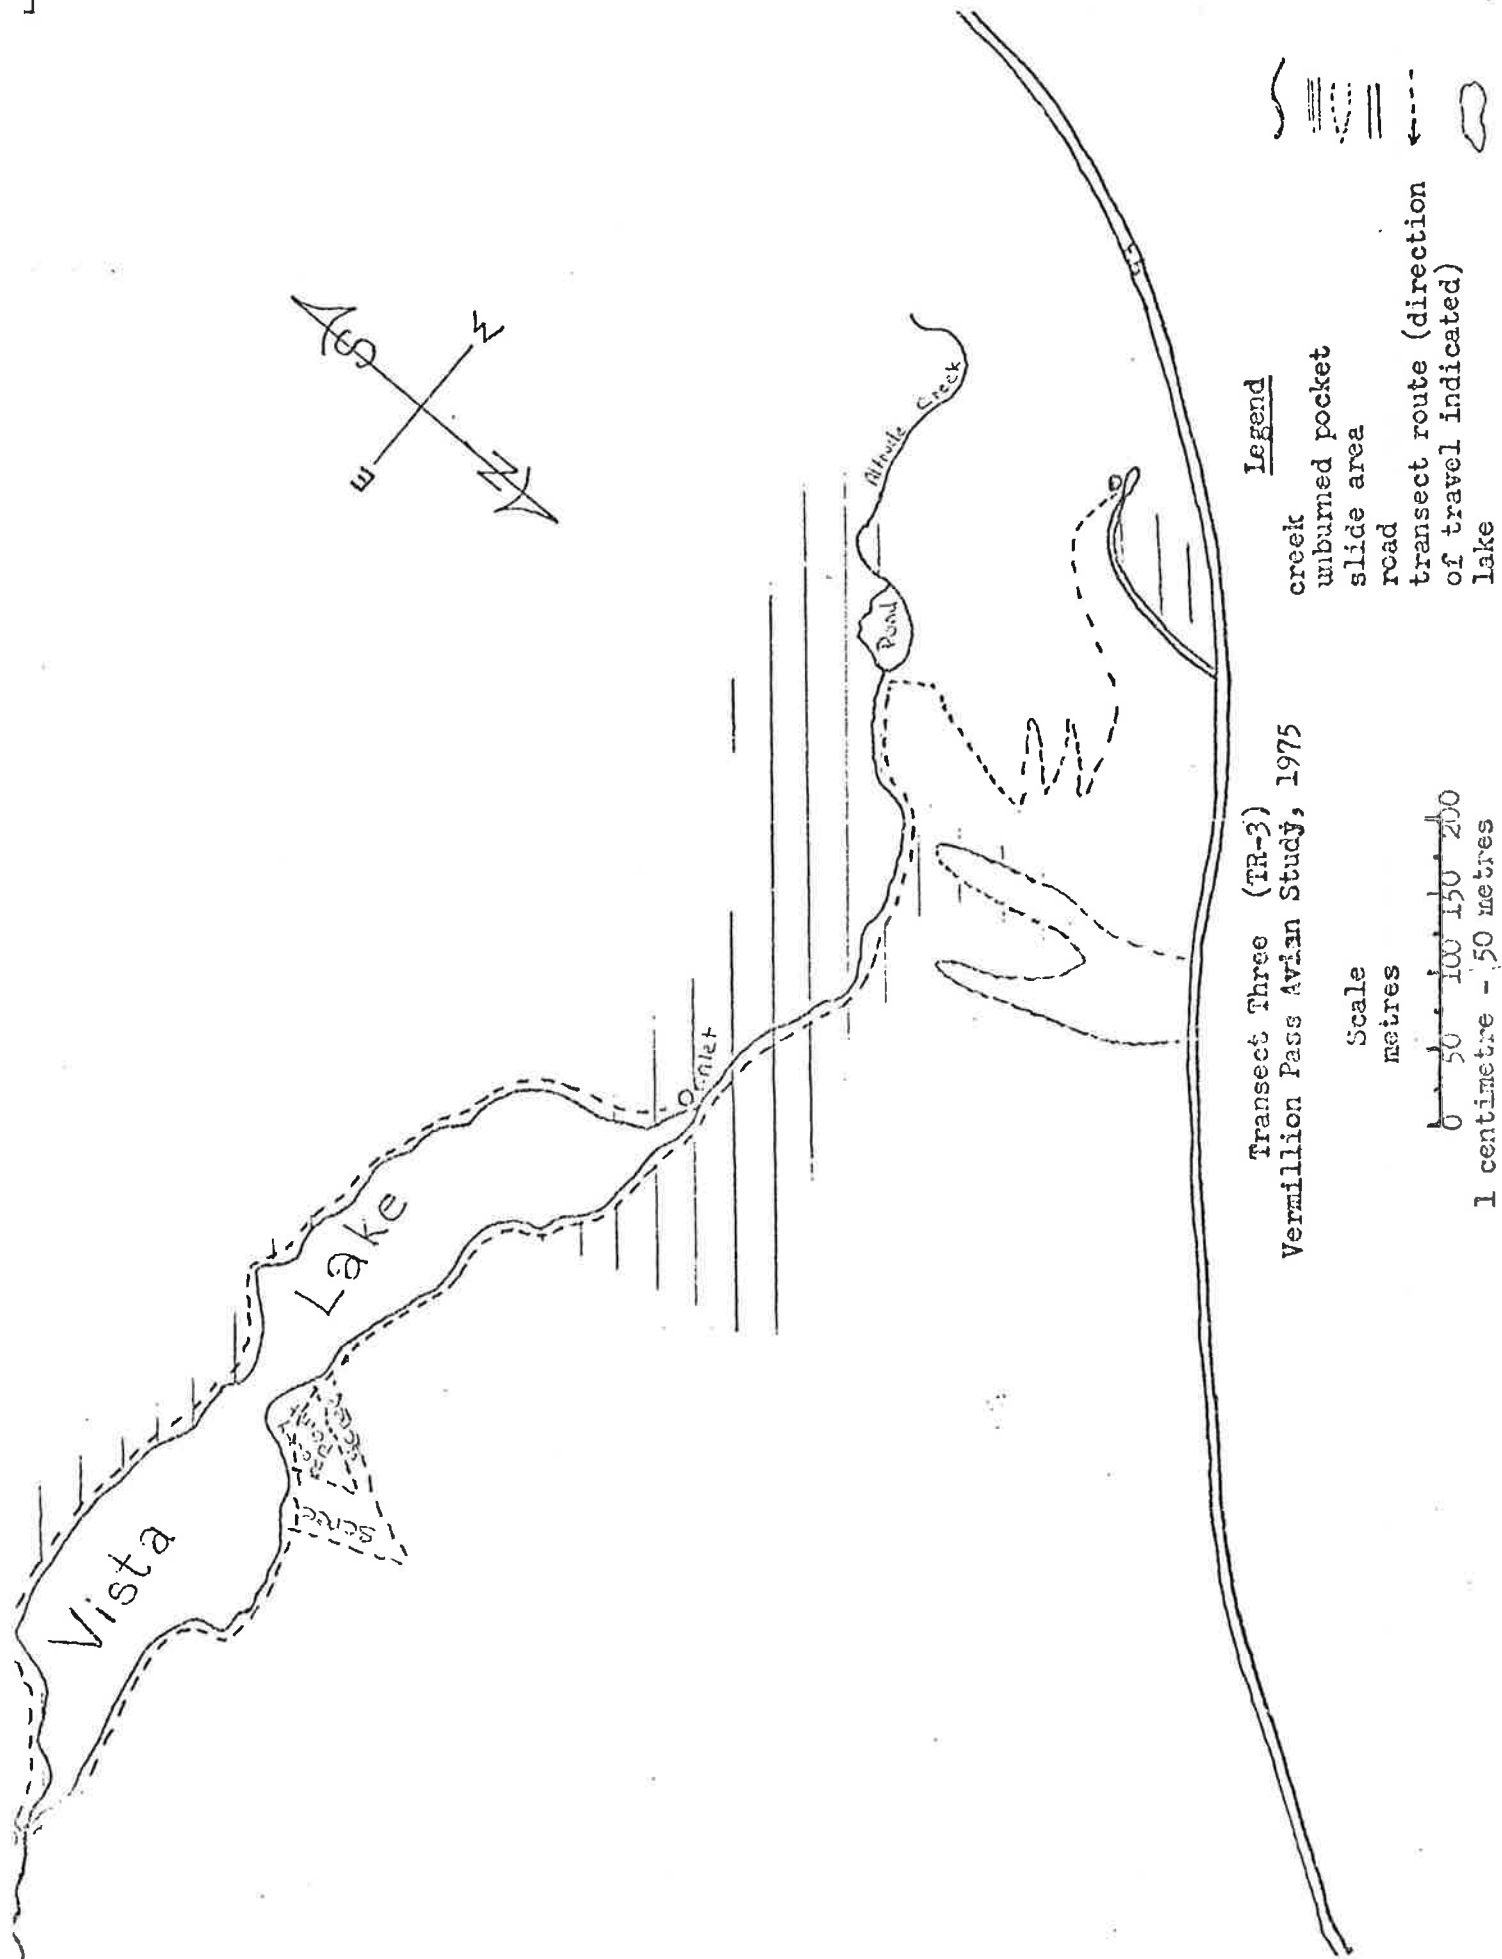 Vista
Lake
Inlet
Pond
Altrude Creek
S
E
W
N
Scree
Transect Three (TR-3)
Vermillion Pass Avian Study, 1975
Scale
metres
0 50 100 150 200
1 centimetre - 50 metres
Legend
creek
unburned pocket
slide area
road
transect route (direction
of travel indicated)
lake